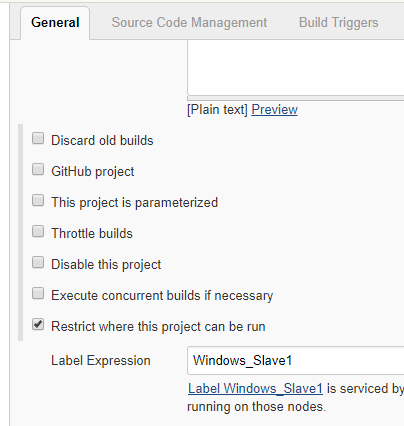 General Source Code Management Build Triggers
[Plain text] Preview
Discard old builds
GitHub project
This project is parameterized
Throttle builds
Disable this project
Execute concurrent builds if necessary
Restrict where this project can be run
Label Expression Windows_Slave1
Label Windows_Slave1 is serviced by
running on those nodes.